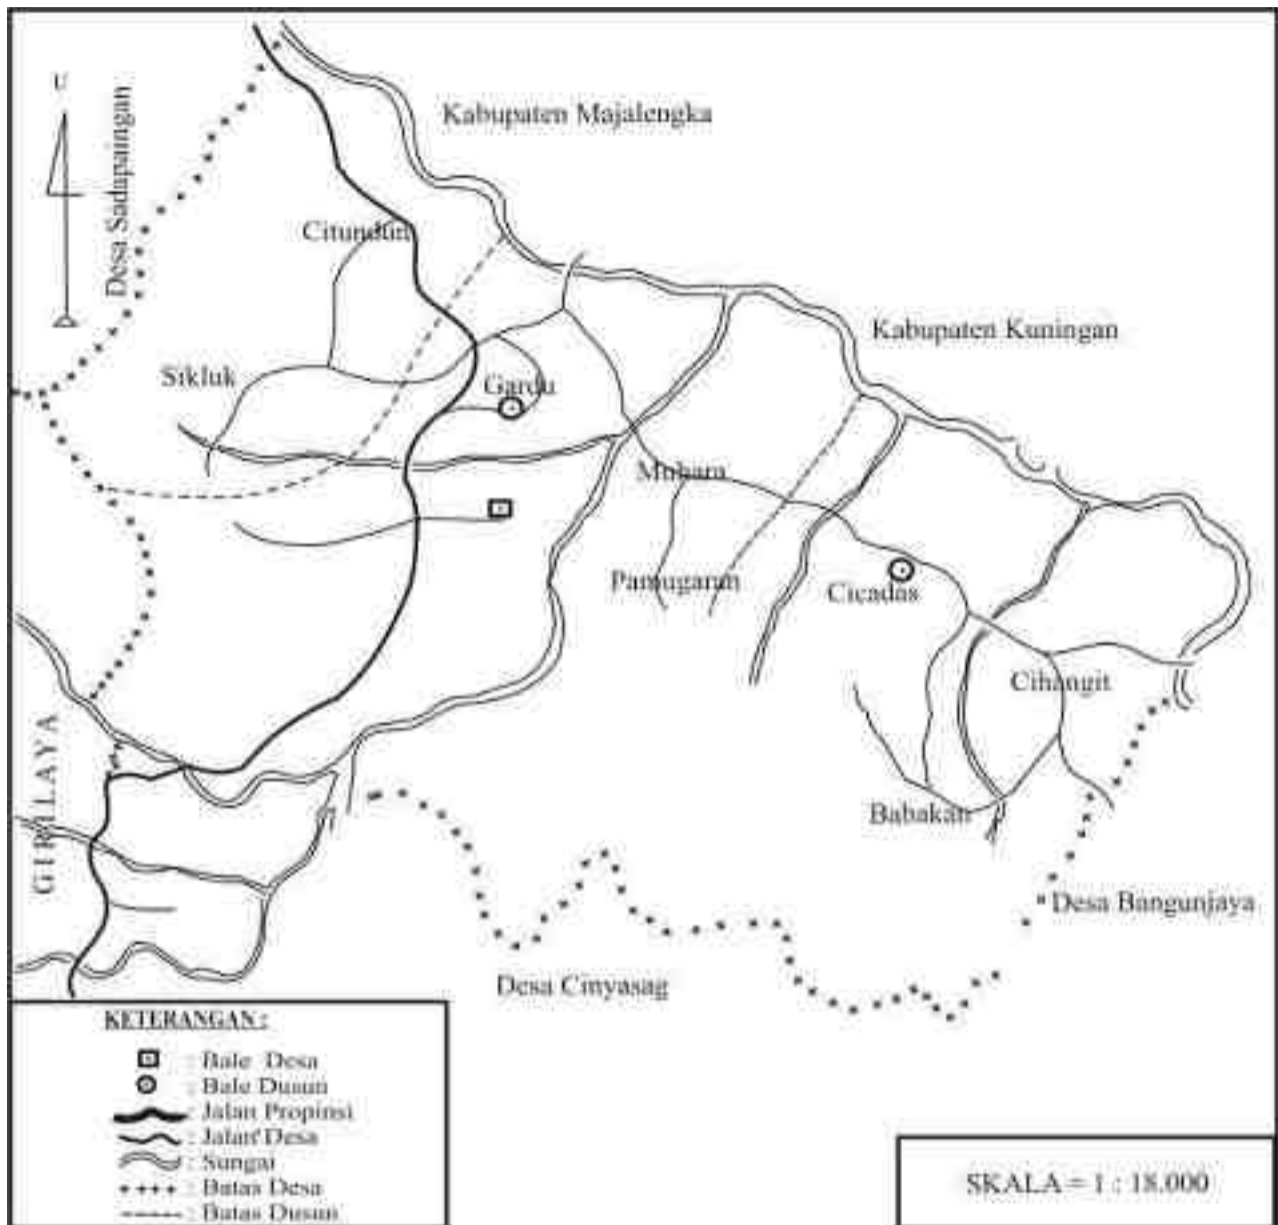 U
Kabupaten Majalengka
Desa Sadapaingan
Citundun
Kabupaten Kuningan
Sikluk
Gardu
Muhara
Pamugaran
Cicadas
Cihangit
GIRILAYA
Babakan
Desa Bangunjaya
Desa Cinyasag
KETERANGAN :
: Bale Desa
: Bale Dusun
: Jalan Propinsi
: Jalan Desa
: Sungai
: Batas Desa
: Batas Dusun
SKALA = 1 : 18.000